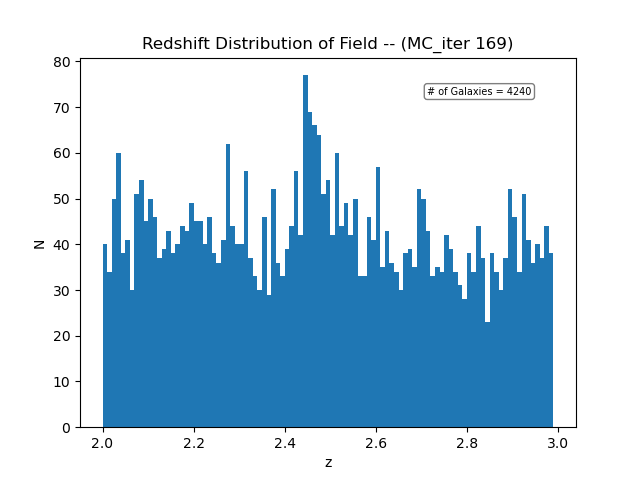 Redshift Distribution of Field -- (MC_iter 169)
# of Galaxies = 4240
N
80
70
60
50
40
30
20
10
0
2.0 2.2 2.4 2.6 2.8 3.0
z